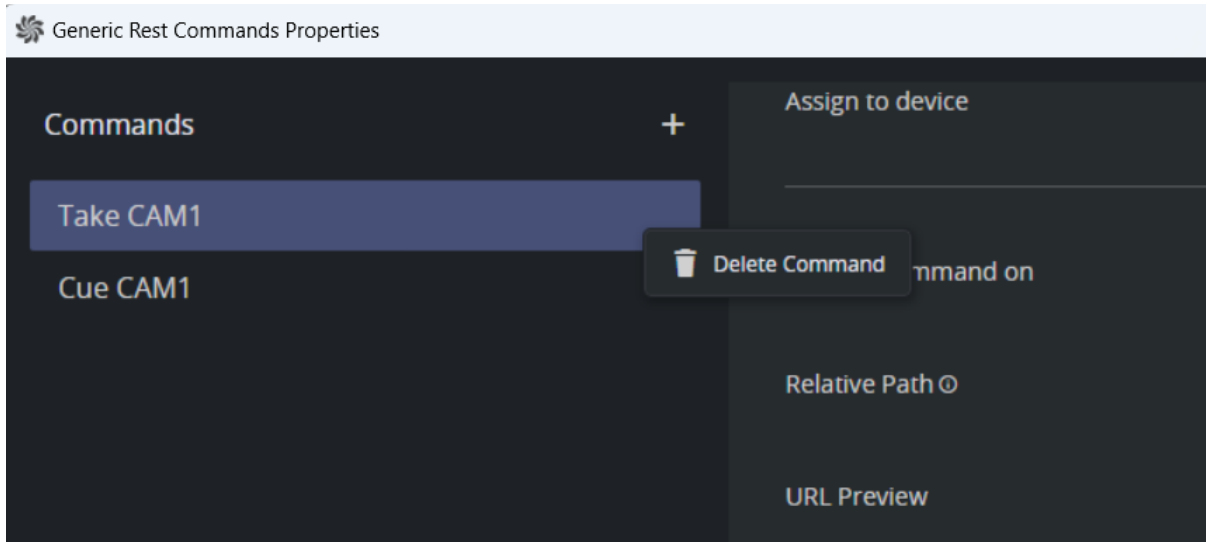 Generic Rest Commands Properties
Commands
+
Take CAM1
Cue CAM1
Delete Command
Assign to device
mmand on
Relative Path
URL Preview